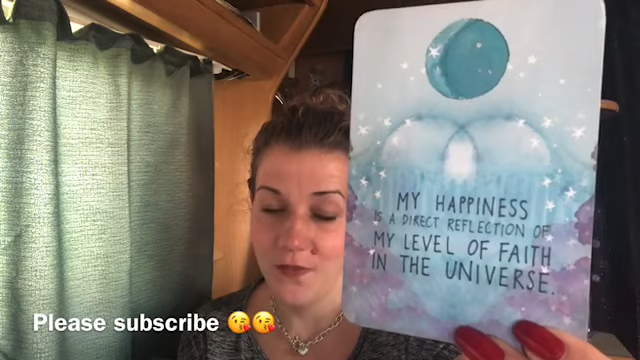 MY HAPPINESS
IS A DIRECT REFLECTION OF
MY LEVEL OF FAITH
IN THE UNIVERSE.
Please subscribe 😘😘